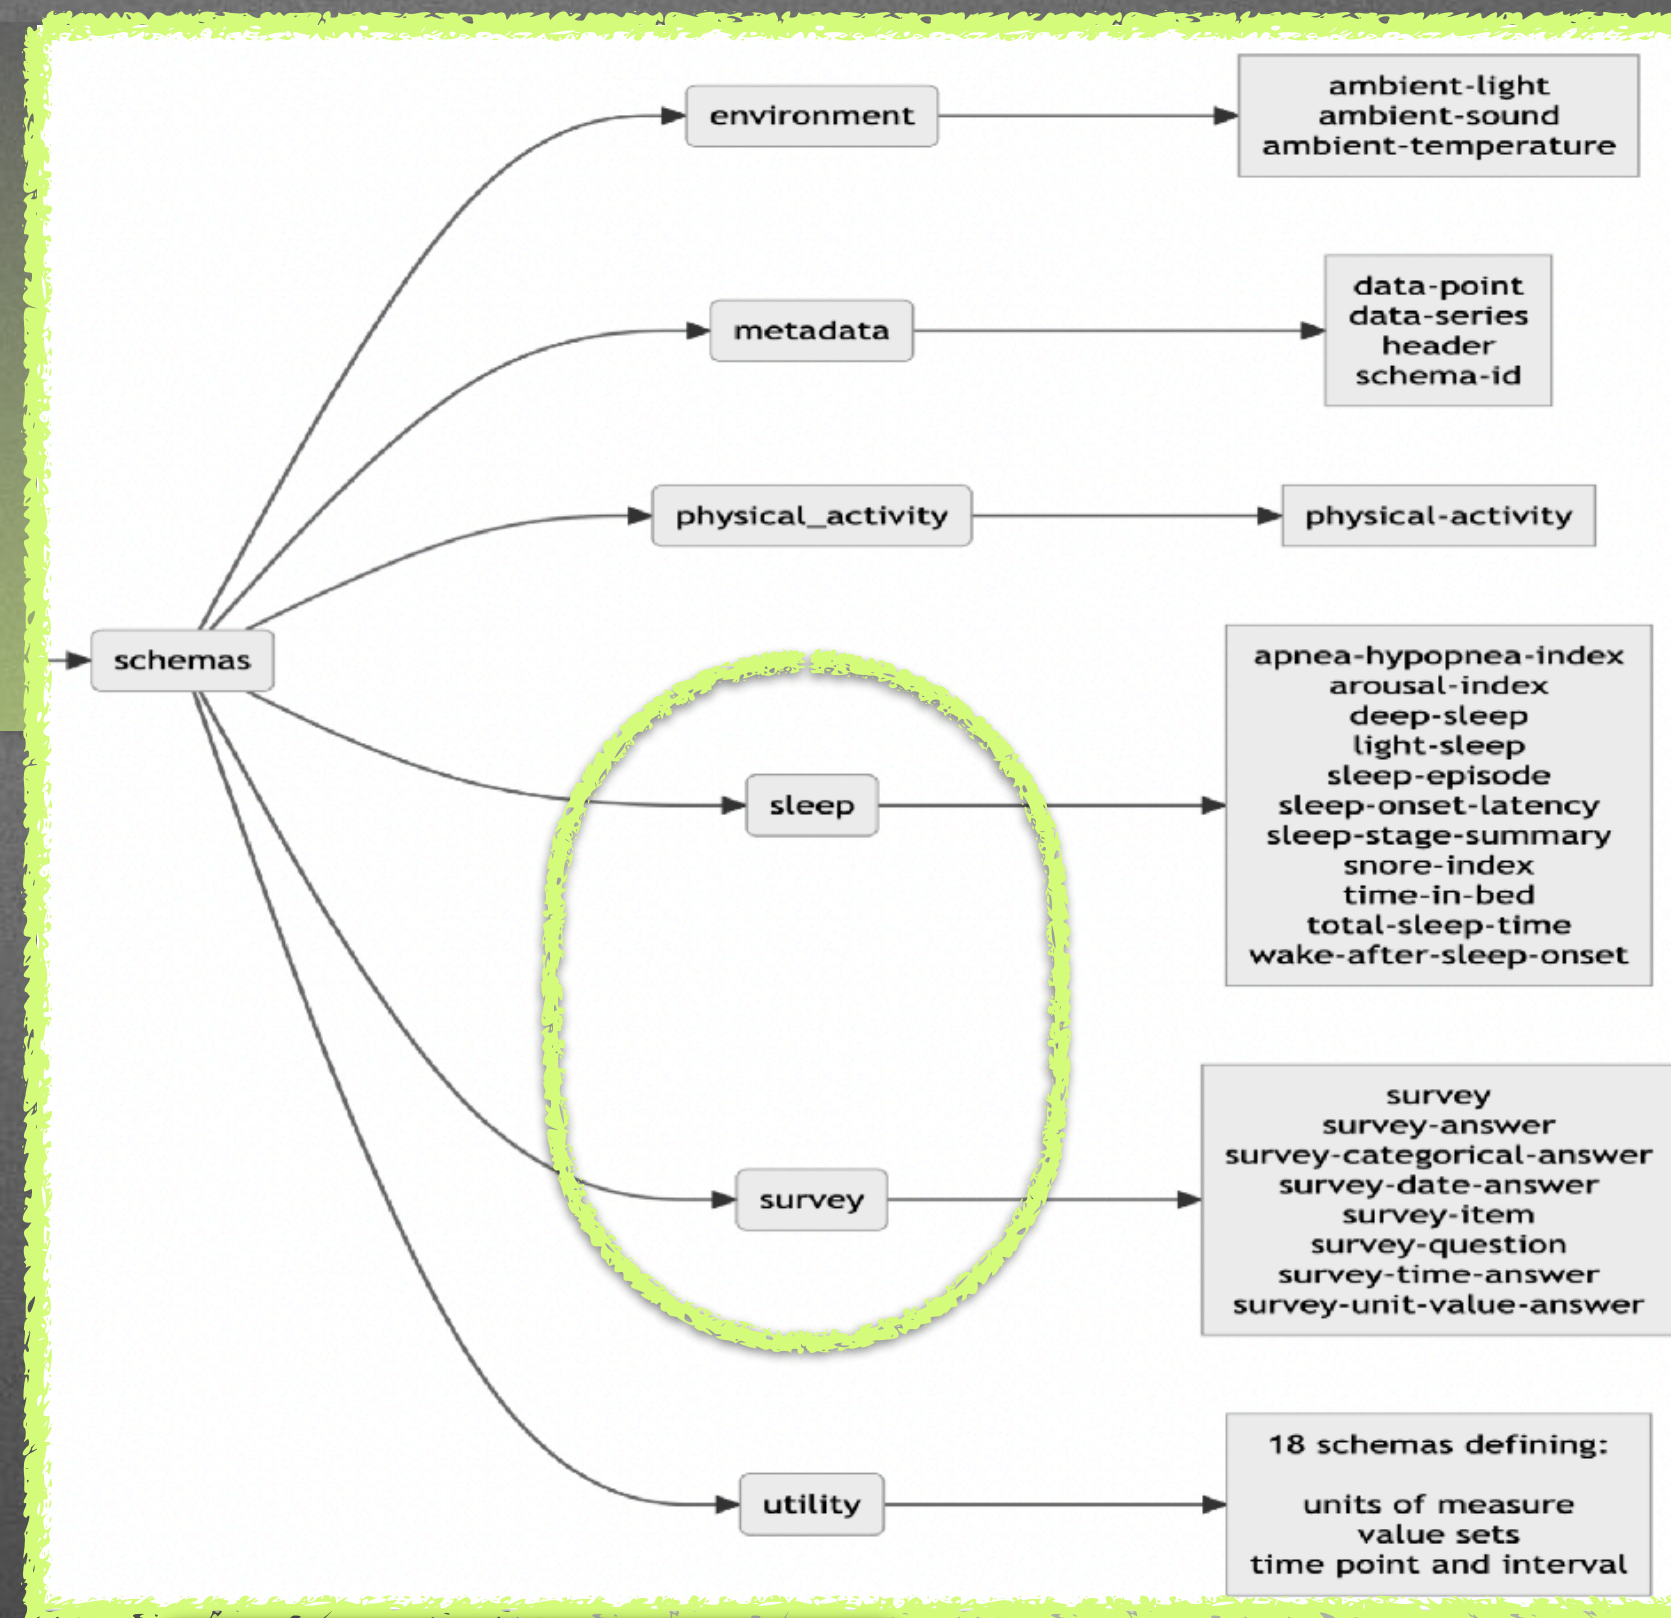 environment
ambient-light
ambient-sound
ambient-temperature
metadata
data-point
data-series
header
schema-id
physical_activity
physical-activity
schemas
sleep
apnea-hypopnea-index
arousal-index
deep-sleep
light-sleep
sleep-episode
sleep-onset-latency
sleep-stage-summary
snore-index
time-in-bed
total-sleep-time
wake-after-sleep-onset
survey
survey
survey-answer
survey-categorical-answer
survey-date-answer
survey-item
survey-question
survey-time-answer
survey-unit-value-answer
utility
18 schemas defining:
units of measure
value sets
time point and interval